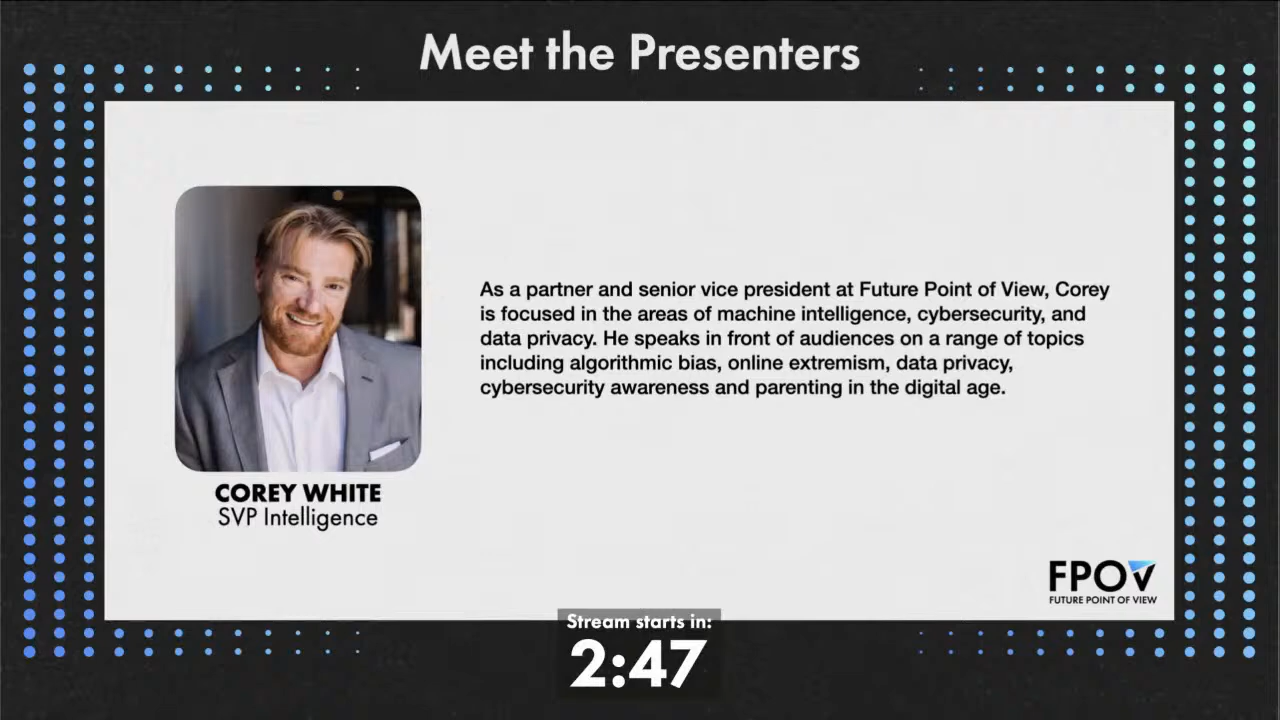 Meet the Presenters
As a partner and senior vice president at Future Point of View, Corey
is focused in the areas of machine intelligence, cybersecurity, and
data privacy. He speaks in front of audiences on a range of topics
including algorithmic bias, online extremism, data privacy,
cybersecurity awareness and parenting in the digital age.
COREY WHITE
SVP Intelligence
FPOV
FUTURE POINT OF VIEW
Stream starts in:
2:47